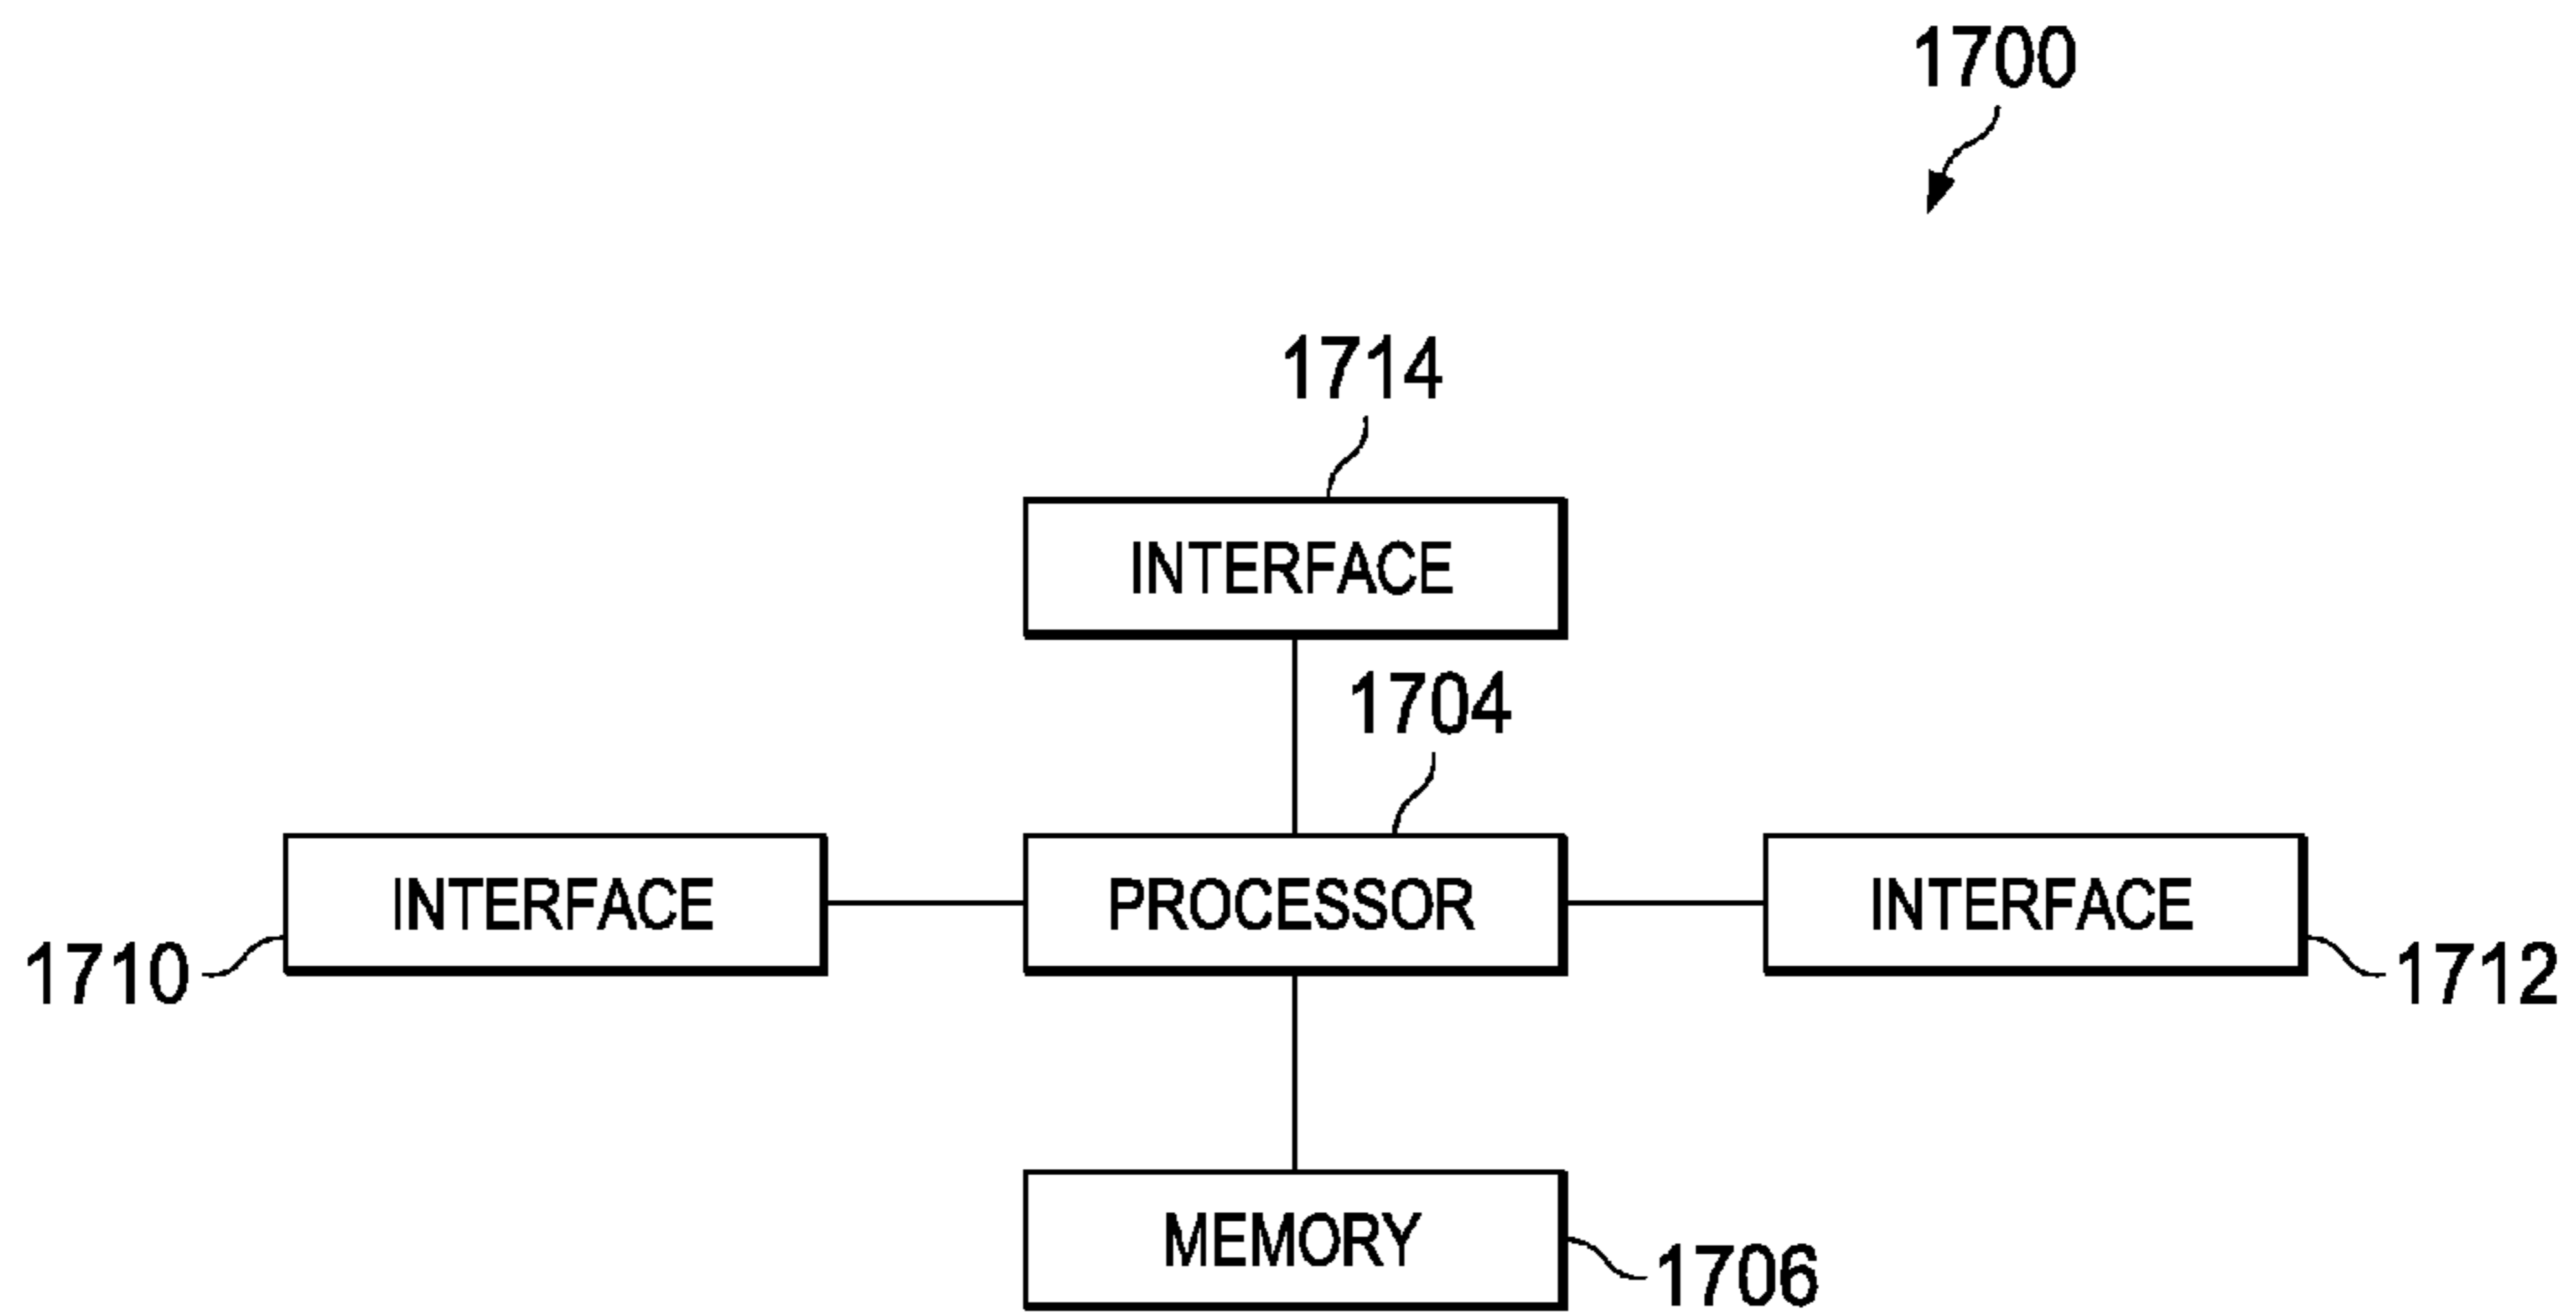 1700
1714
INTERFACE
1704
INTERFACE
PROCESSOR
INTERFACE
1710
1712
MEMORY
1706